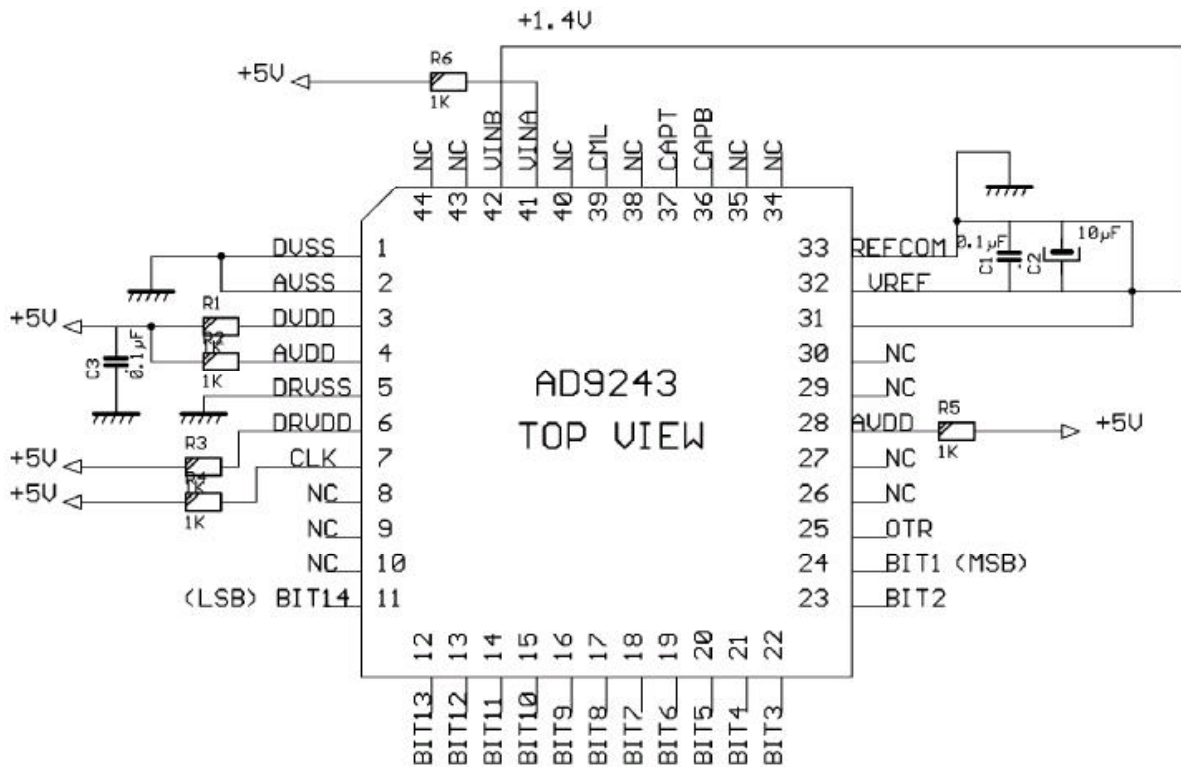 +1.4V
R6
+5V
1K
NC
NC
VINB
VINA
NC
CML
NC
CAPT
CAPB
NC
NC
44
43
42
41
40
39
38
37
36
35
34
DVSS 1
AVSS 2
+5V R1 DVDD 3
R2
1K
AVDD 4
1K
C3 0.1µF
DRVSS 5
DRVDD 6
+5V R3 CLK 7
R4
1K
+5V
1K
NC 8
NC 9
NC 10
(LSB) BIT14 11
AD9243
TOP VIEW
33 REFCOM
0.1µF
C1
10µF
C2
32 VREF
31
30 NC
29 NC
28 AVDD R5 +5V
1K
27 NC
26 NC
25 OTR
24 BIT1 (MSB)
23 BIT2
12
13
14
15
16
17
18
19
20
21
22
BIT13
BIT12
BIT11
BIT10
BIT9
BIT8
BIT7
BIT6
BIT5
BIT4
BIT3